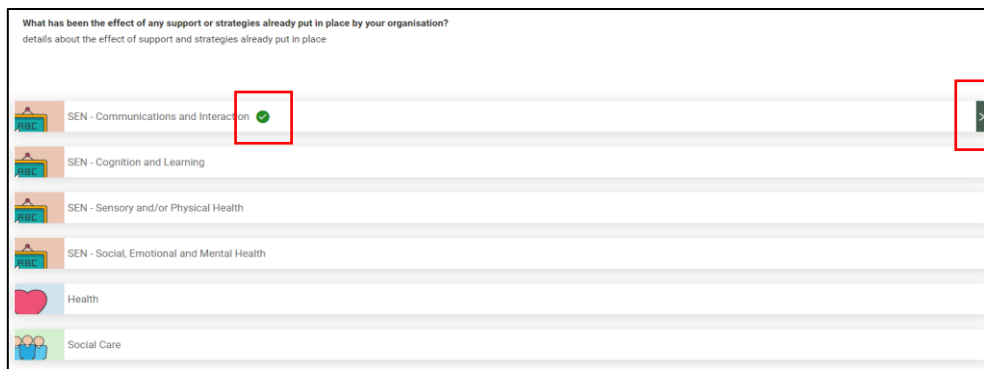 What has been the effect of any support or strategies already put in place by your organisation?
details about the effect of support and strategies already put in place
ABC
SEN - Communications and Interaction
ABC
SEN - Cognition and Learning
ABC
SEN - Sensory and/or Physical Health
ABC
SEN - Social, Emotional and Mental Health
Health
Social Care